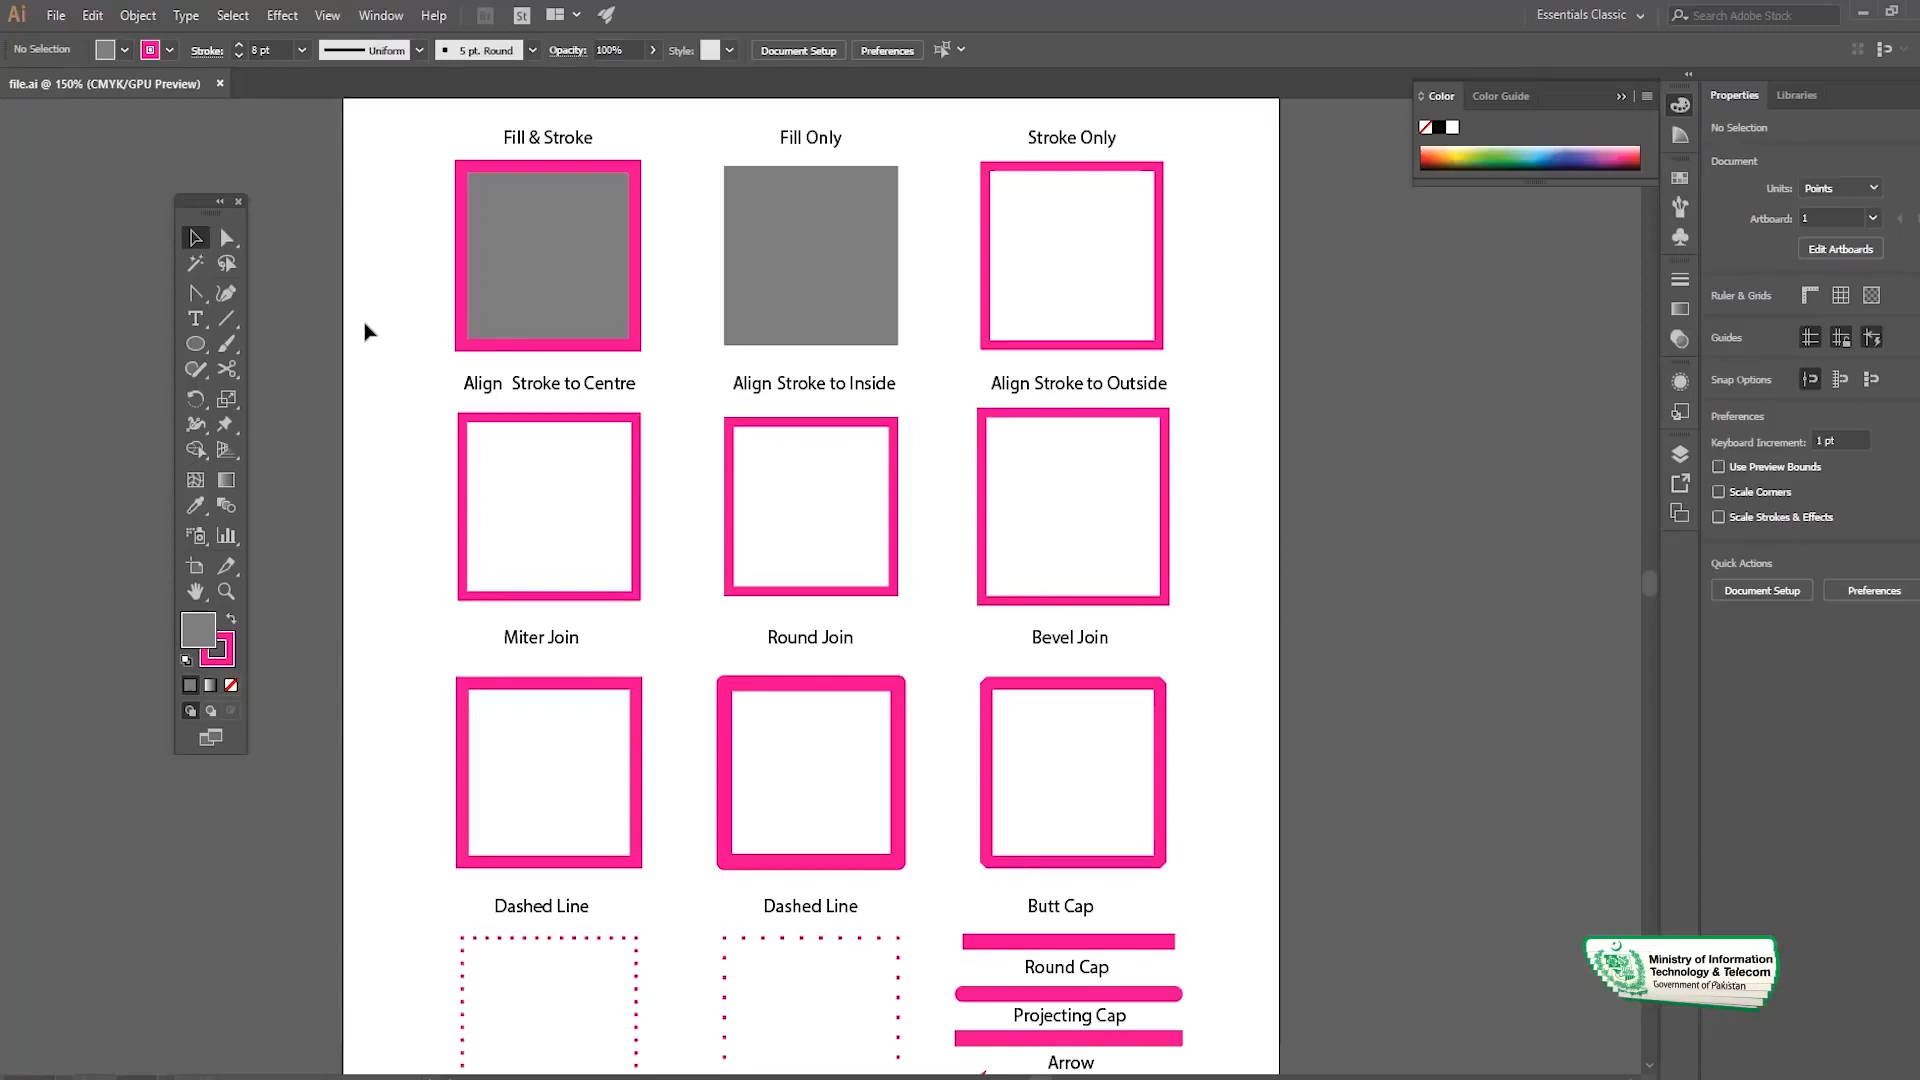 Ai File Edit Object Type Select Effect View Window Help Br St Essentials Classic Search Adobe Stock
No Selection Stroke: 8 pt Uniform 5 pt. Round Opacity: 100% Style: Document Setup Preferences
file.ai @ 150% (CMYK/GPU Preview)
Color Color Guide
Properties Libraries
No Selection
Document
Units: Points
Artboard: 1
Edit Artboards
Ruler & Grids
Guides
Snap Options
Preferences
Keyboard Increment: 1 pt
Use Preview Bounds
Scale Corners
Scale Strokes & Effects
Quick Actions
Document Setup Preferences
Fill & Stroke Fill Only Stroke Only
Align Stroke to Centre Align Stroke to Inside Align Stroke to Outside
Miter Join Round Join Bevel Join
Dashed Line Dashed Line Butt Cap
Round Cap
Projecting Cap
Arrow
Ministry of Information
Technology & Telecom
Government of Pakistan